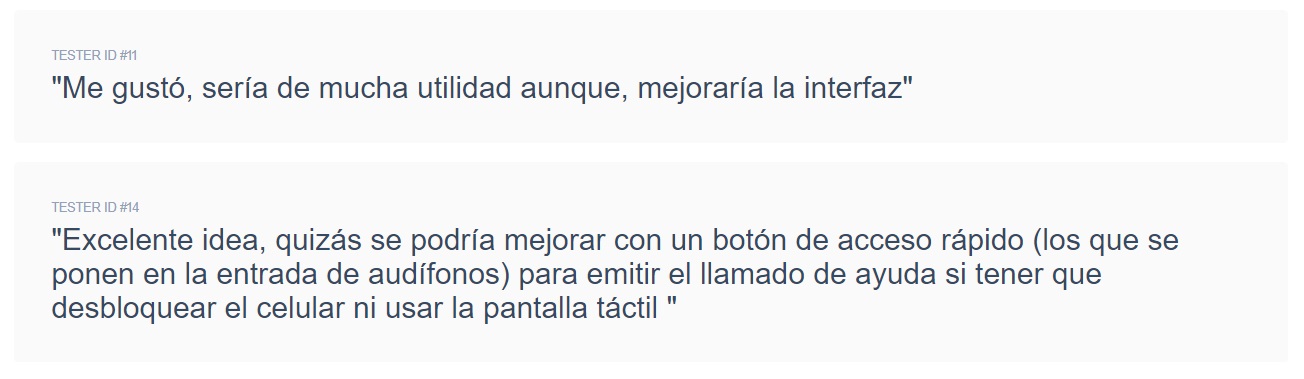 TESTER ID #11
"Me gustó, sería de mucha utilidad aunque, mejoraría la interfaz"
TESTER ID #14
"Excelente idea, quizás se podría mejorar con un botón de acceso rápido (los que se
ponen en la entrada de audífonos) para emitir el llamado de ayuda si tener que
desbloquear el celular ni usar la pantalla táctil "